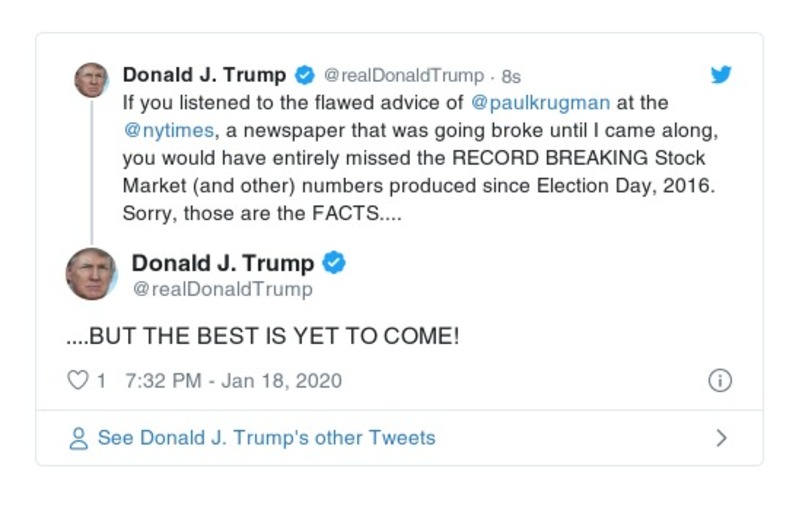 Donald J. Trump @realDonaldTrump · 8s
If you listened to the flawed advice of @paulkrugman at the
@nytimes, a newspaper that was going broke until I came along,
you would have entirely missed the RECORD BREAKING Stock
Market (and other) numbers produced since Election Day, 2016.
Sorry, those are the FACTS....
Donald J. Trump
@realDonaldTrump
....BUT THE BEST IS YET TO COME!
1 7:32 PM - Jan 18, 2020
See Donald J. Trump's other Tweets